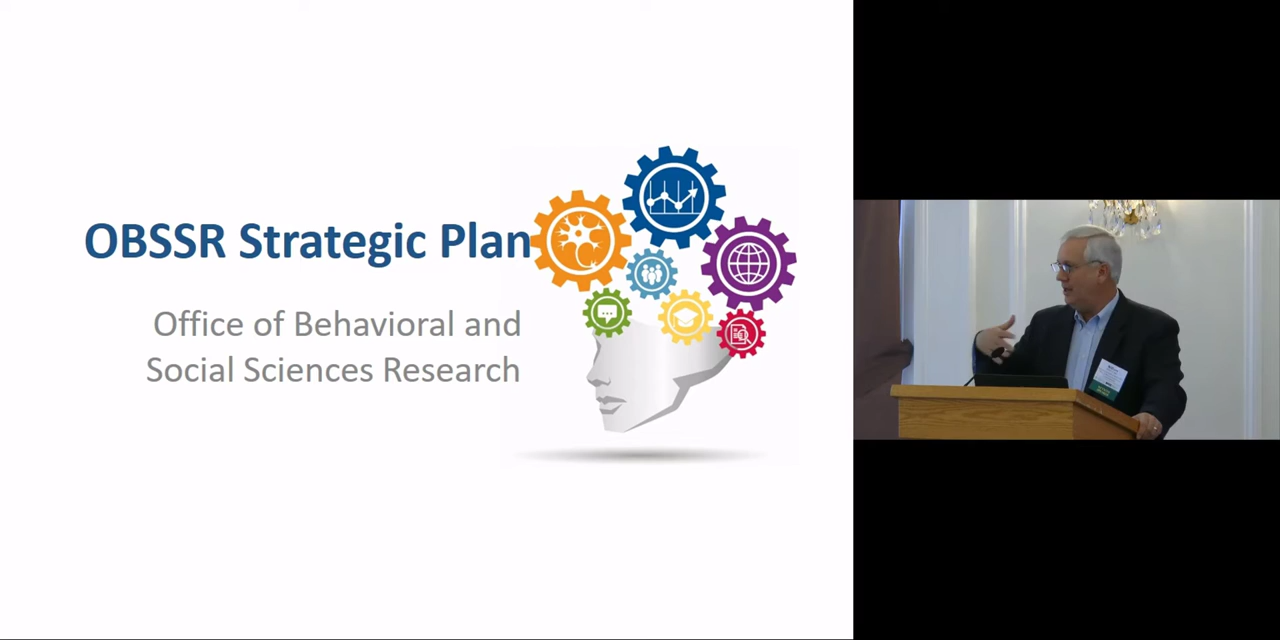 OBSSR Strategic Plan
Office of Behavioral and
Social Sciences Research